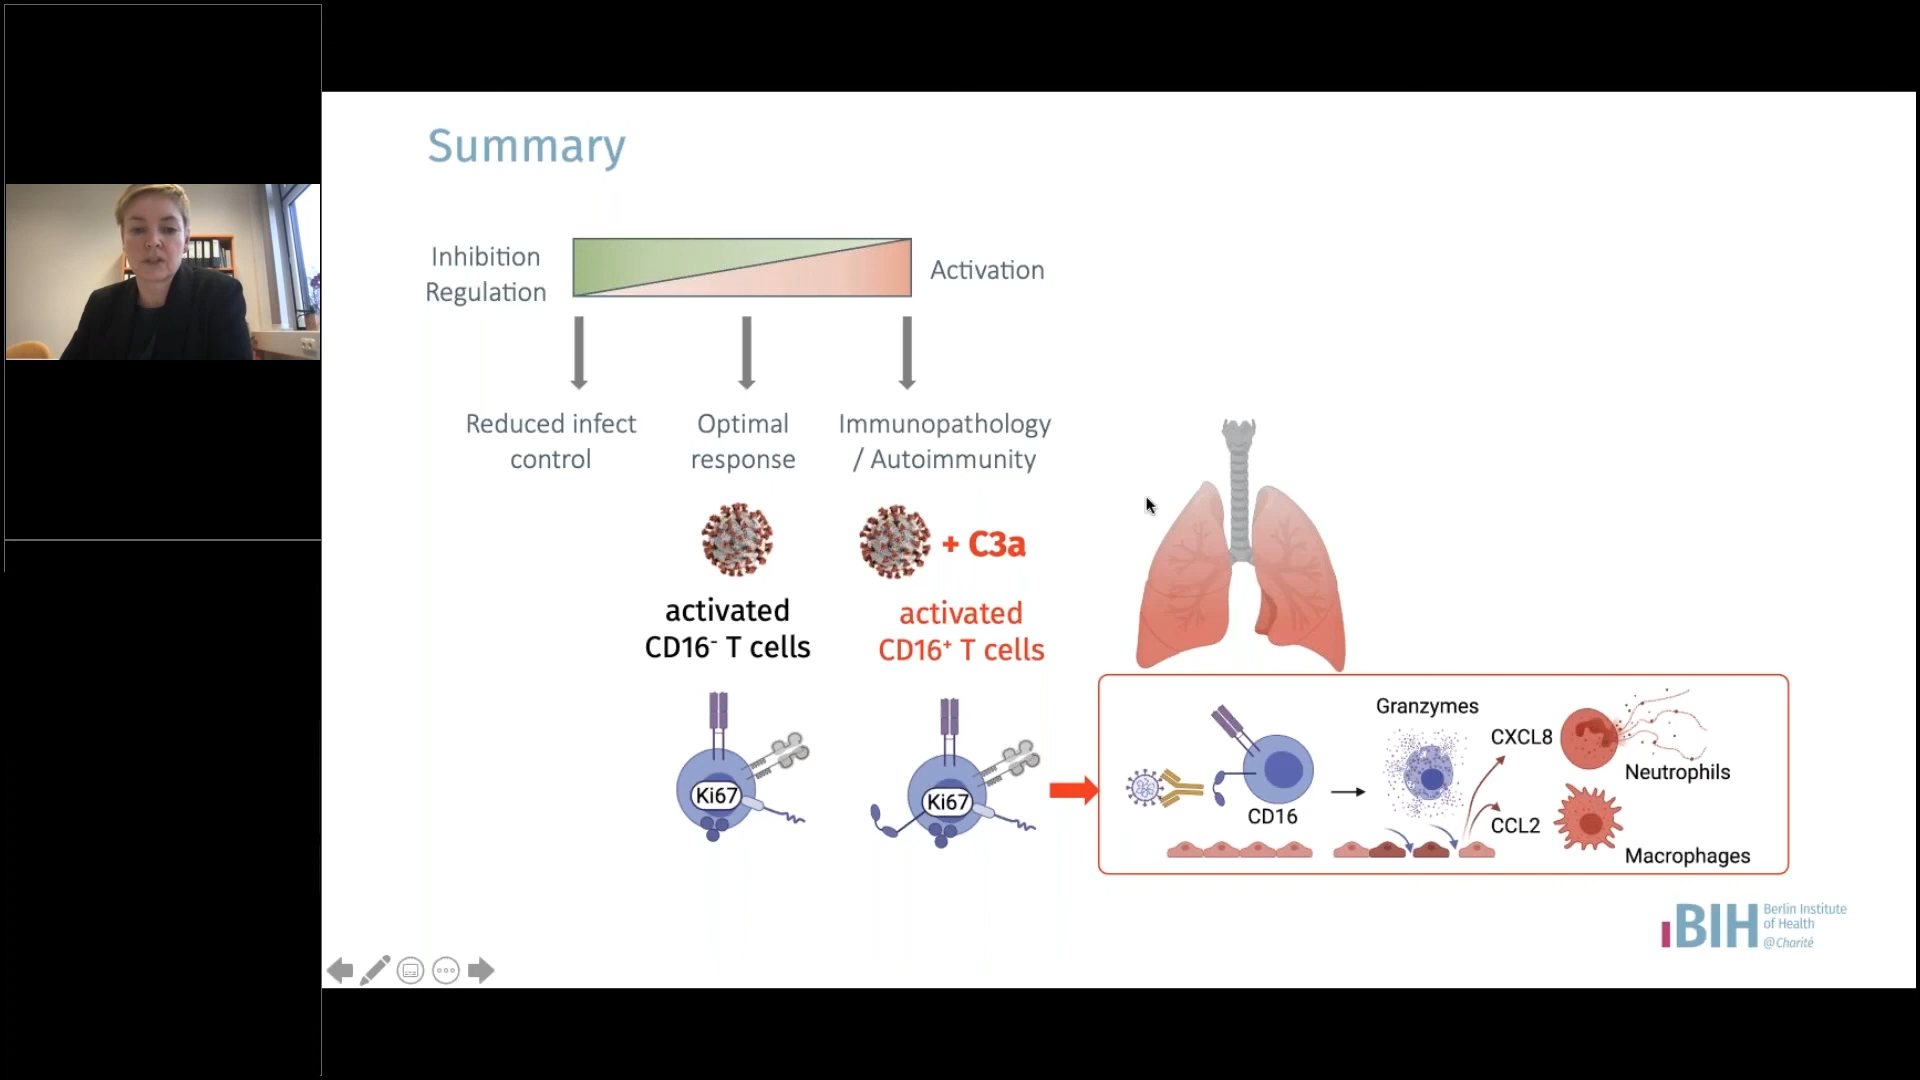 Summary
Inhibition
Regulation
Activation
Reduced infect
control
Optimal
response
Immunopathology
/ Autoimmunity
+ C3a
activated
CD16⁻ T cells
activated
CD16⁺ T cells
Ki67
Ki67
Granzymes
CXCL8
Neutrophils
CD16
CCL2
Macrophages
BIH
Berlin Institute
of Health
@Charité